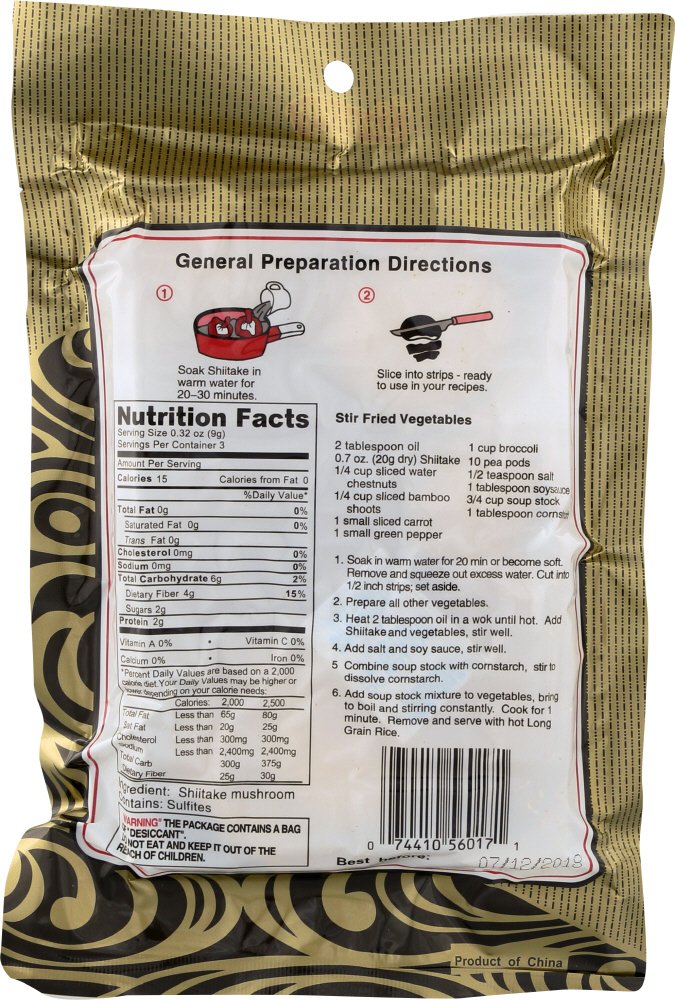 General Preparation Directions
1
Soak Shiitake in
warm water for
20–30 minutes.
2
Slice into strips - ready
to use in your recipes.
Nutrition Facts
Serving Size 0.32 oz (9g)
Servings Per Container 3
Amount Per Serving
Calories 15 Calories from Fat 0
%Daily Value*
Total Fat 0g 0%
Saturated Fat 0g 0%
Trans Fat 0g
Cholesterol 0mg 0%
Sodium 0mg 0%
Total Carbohydrate 6g 2%
Dietary Fiber 4g 15%
Sugars 2g
Protein 2g
Vitamin A 0% • Vitamin C 0%
Calcium 0% • Iron 0%
*Percent Daily Values are based on a 2,000
calorie diet. Your Daily Values may be higher or
lower depending on your calorie needs:
Calories: 2,000 2,500
Total Fat Less than 65g 80g
Sat Fat Less than 20g 25g
Cholesterol Less than 300mg 300mg
Sodium Less than 2,400mg 2,400mg
Total Carb 300g 375g
Dietary Fiber 25g 30g
Ingredient: Shiitake mushroom
Contains: Sulfites
WARNING" THE PACKAGE CONTAINS A BAG
OF "DESICCANT".
DO NOT EAT AND KEEP IT OUT OF THE
REACH OF CHILDREN.
Stir Fried Vegetables
2 tablespoon oil
0.7 oz. (20g dry) Shiitake
1/4 cup sliced water
chestnuts
1/4 cup sliced bamboo
shoots
1 small sliced carrot
1 small green pepper
1 cup broccoli
10 pea pods
1/2 teaspoon salt
1 tablespoon soysauce
3/4 cup soup stock
1 tablespoon cornst
1. Soak in warm water for 20 min or become soft.
Remove and squeeze out excess water. Cut into
1/2 inch strips; set aside.
2. Prepare all other vegetables.
3. Heat 2 tablespoon oil in a wok until hot. Add
Shiitake and vegetables, stir well.
4. Add salt and soy sauce, stir well.
5 Combine soup stock with cornstarch, stir to
dissolve cornstarch.
6. Add soup stock mixture to vegetables, bring
to boil and stirring constantly. Cook for 1
minute. Remove and serve with hot Long
Grain Rice.
0 74410 56017 1
Best before: 07/12/2018
Product of China